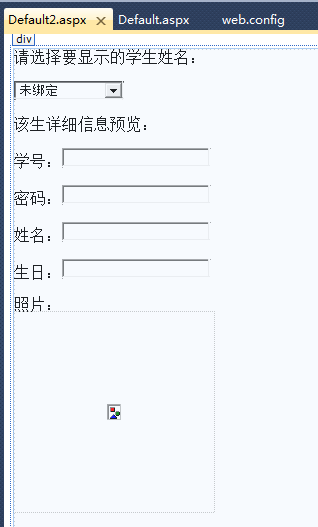 Default2.aspx Default.aspx web.config
div
请选择要显示的学生姓名：
未绑定
该生详细信息预览：
学号：
密码：
姓名：
生日：
照片：